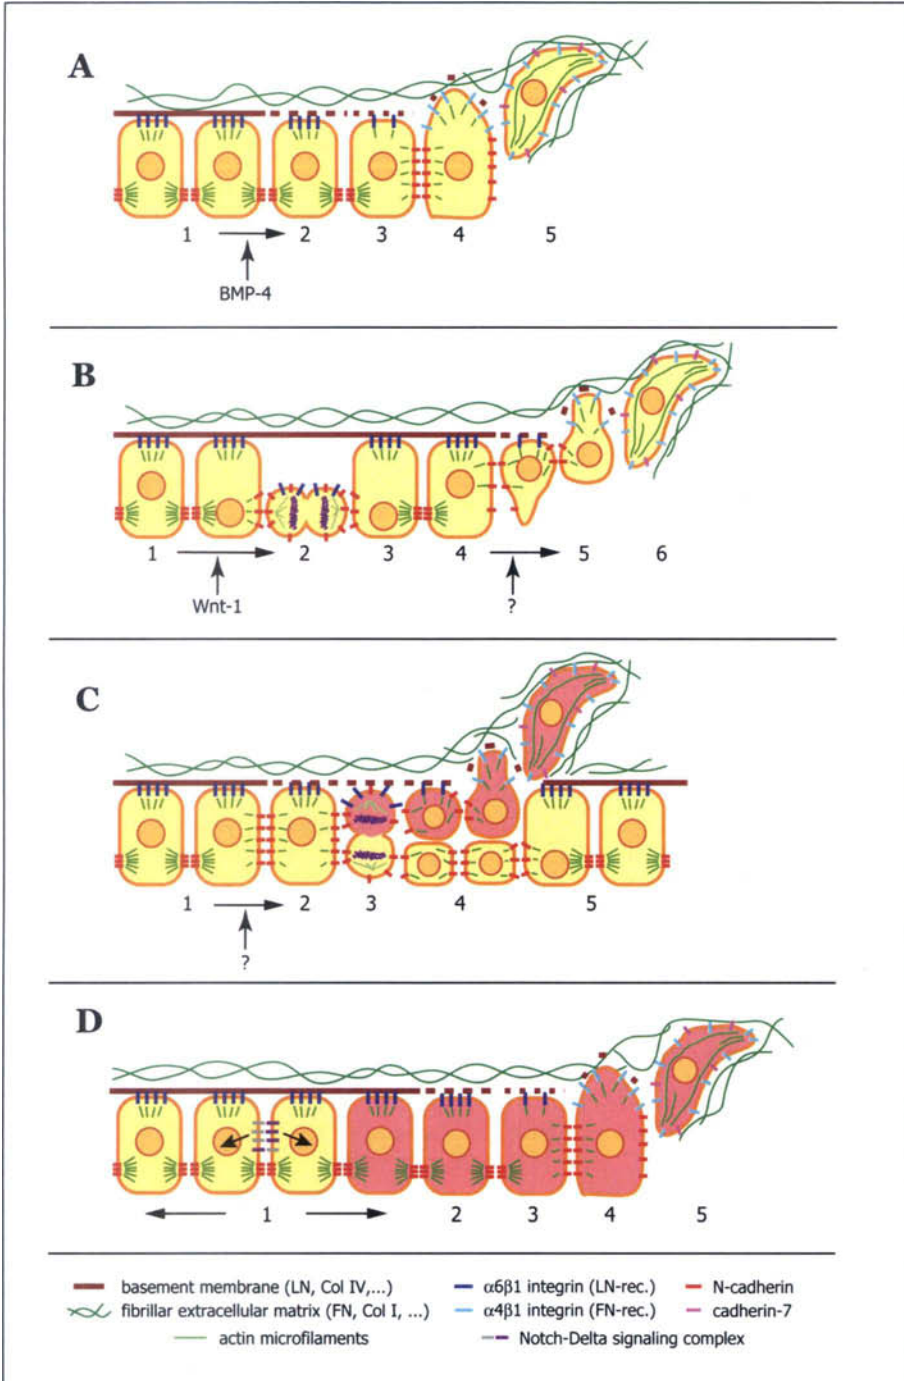 A
1 2 3 4 5
BMP-4
B
1 2 3 4 5 6
Wnt-1 ?
C
1 2 3 4 5
?
D
1 2 3 4 5
basement membrane (LN, Col IV,...) α6β1 integrin (LN-rec.) N-cadherin
fibrillar extracellular matrix (FN, Col I, ...) α4β1 integrin (FN-rec.) cadherin-7
actin microfilaments Notch-Delta signaling complex